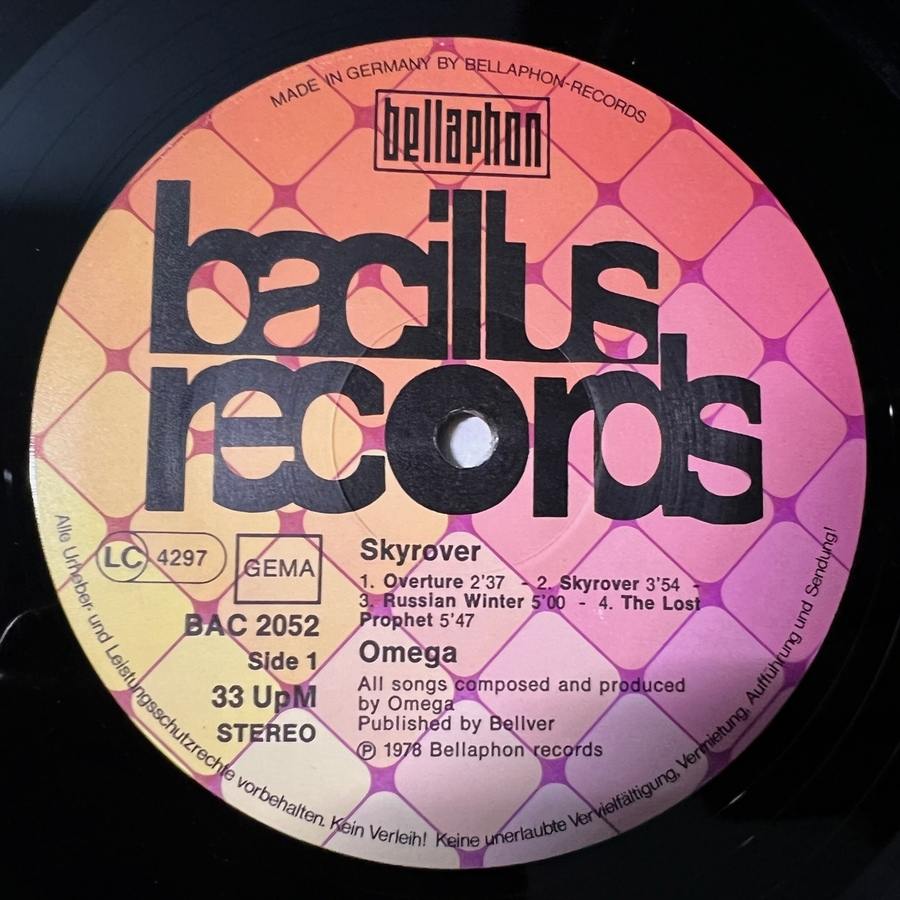 MADE IN GERMANY BY BELLAPHON-RECORDS
bellaphon
bacillus
records
LC 4297
GEMA
BAC 2052
Side 1
33 UpM
STEREO
Skyrover
1. Overture 2'37 - 2. Skyrover 3'54 -
3. Russian Winter 5'00 - 4. The Lost
Prophet 5'47
Omega
All songs composed and produced
by Omega
Published by Bellver
℗ 1978 Bellaphon records
Alle Urheber- und Leistungsschutzrechte vorbehalten. Kein Verleih! Keine unerlaubte Vervielfältigung, Vermietung, Aufführung und Sendung!